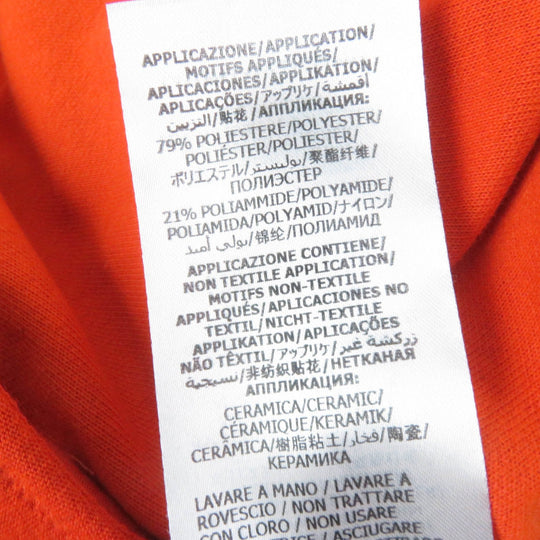 APPLICAZIONE/APPLICATION/
MOTIFS APPLIQUÉS/
APLICACIONES/APPLIKATION/
APLICAÇÕES/アップリケ/أقمشة
التزيين/贴花/АППЛИКАЦИЯ:
79% POLIESTERE/POLYESTER/
POLIÉSTER/POLIESTER/
ポリエステル/بوليستر/聚酯纤维/
ПОЛИЭСТЕР
21% POLIAMMIDE/POLYAMIDE/
POLIAMIDA/POLYAMID/ナイロン/
بولي أميد/锦纶/ПОЛИАМИД
APPLICAZIONE CONTIENE/
NON TEXTILE APPLICATION/
MOTIFS NON-TEXTILE
APPLIQUÉS/APLICACIONES NO
TEXTIL/NICHT-TEXTILE
APPLIKATION/APLICAÇÕES
NÃO TÊXTIL/アップリケ/زركشة غير
نسيجية/非纺织贴花/НЕТКАНАЯ
АППЛИКАЦИЯ:
CERAMICA/CERAMIC/
CÉRAMIQUE/KERAMIK/
CERÂMICA/樹脂粘土/فخار/陶瓷/
КЕРАМИКА
LAVARE A MANO / LAVARE A
ROVESCIO / NON TRATTARE
CON CLORO / NON USARE
ASCIUGARE